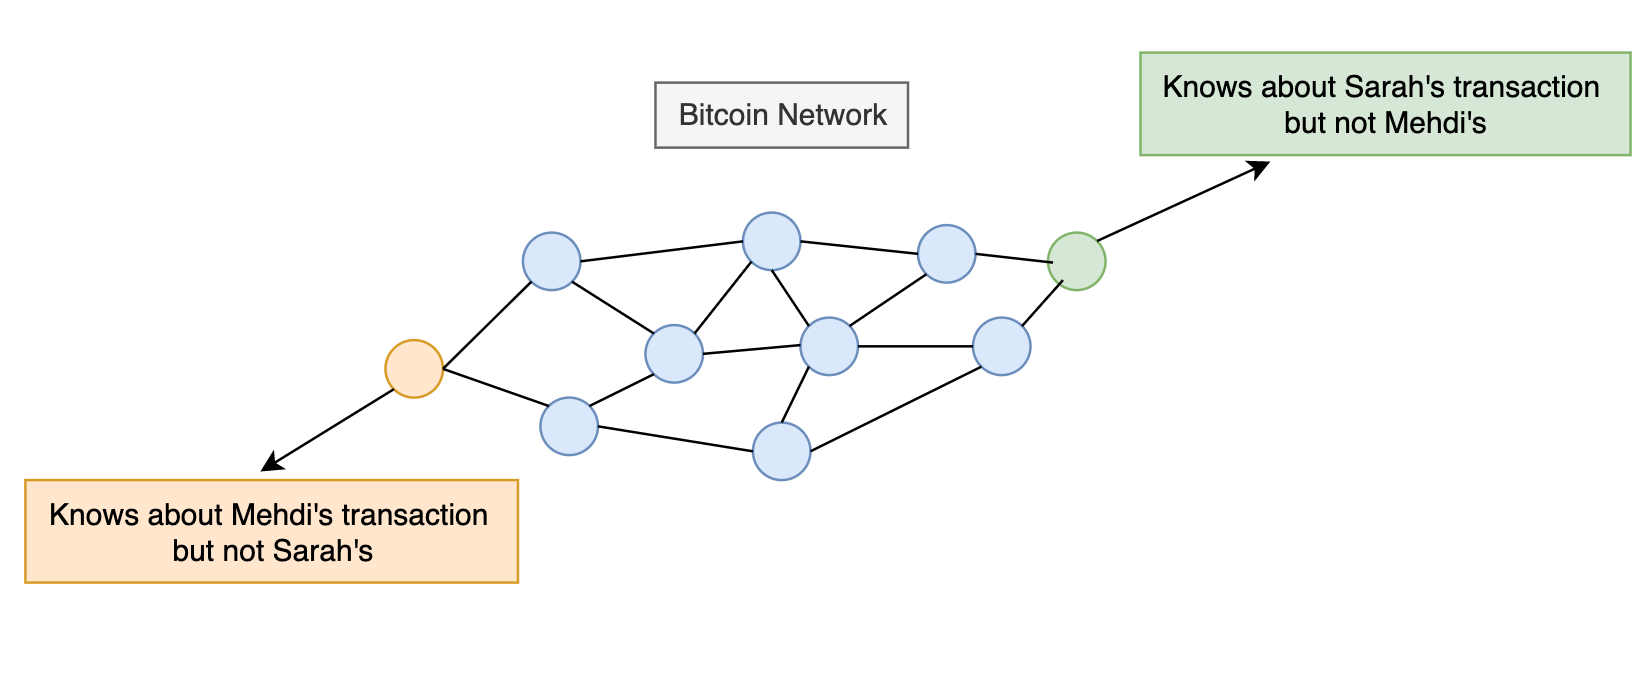 Bitcoin Network
Knows about Sarah's transaction
but not Mehdi's
Knows about Mehdi's transaction
but not Sarah's